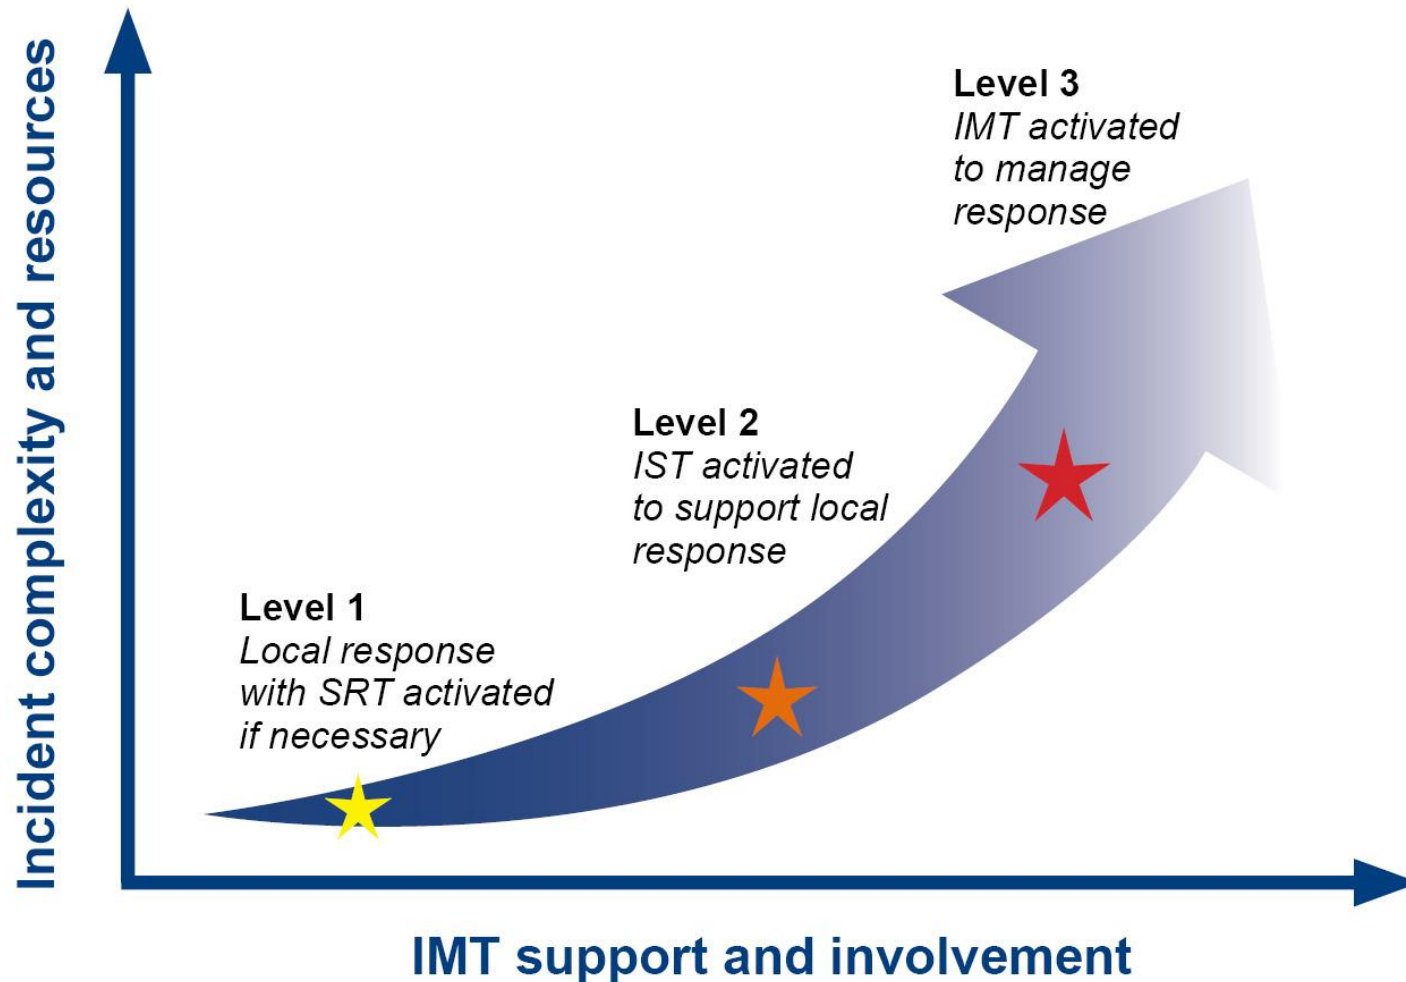 Incident complexity and resources
Level 3
IMT activated
to manage
response
Level 2
IST activated
to support local
response
Level 1
Local response
with SRT activated
if necessary
IMT support and involvement